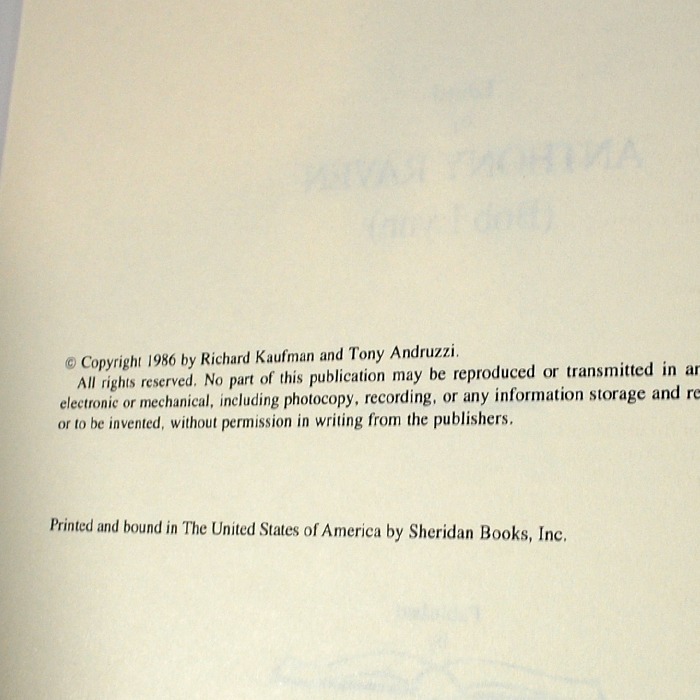 © Copyright 1986 by Richard Kaufman and Tony Andruzzi.
All rights reserved. No part of this publication may be reproduced or transmitted in
electronic or mechanical, including photocopy, recording, or any information storage and
or to be invented, without permission in writing from the publishers.
Printed and bound in The United States of America by Sheridan Books, Inc.